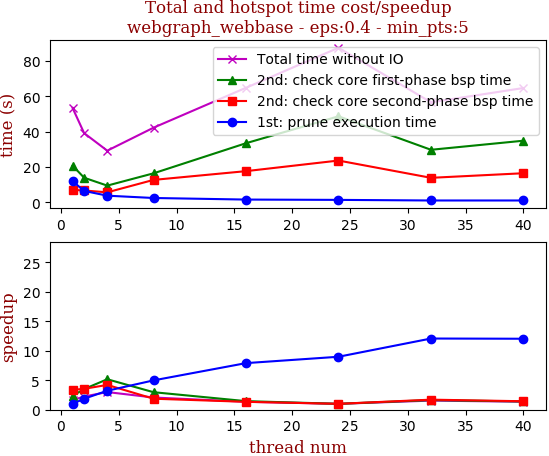 Total and hotspot time cost/speedup
webgraph_webbase - eps:0.4 - min_pts:5
time (s)
80
60
40
20
0
Total time without IO
2nd: check core first-phase bsp time
2nd: check core second-phase bsp time
1st: prune execution time
0 5 10 15 20 25 30 35 40
speedup
25
20
15
10
5
0
0 5 10 15 20 25 30 35 40
thread num